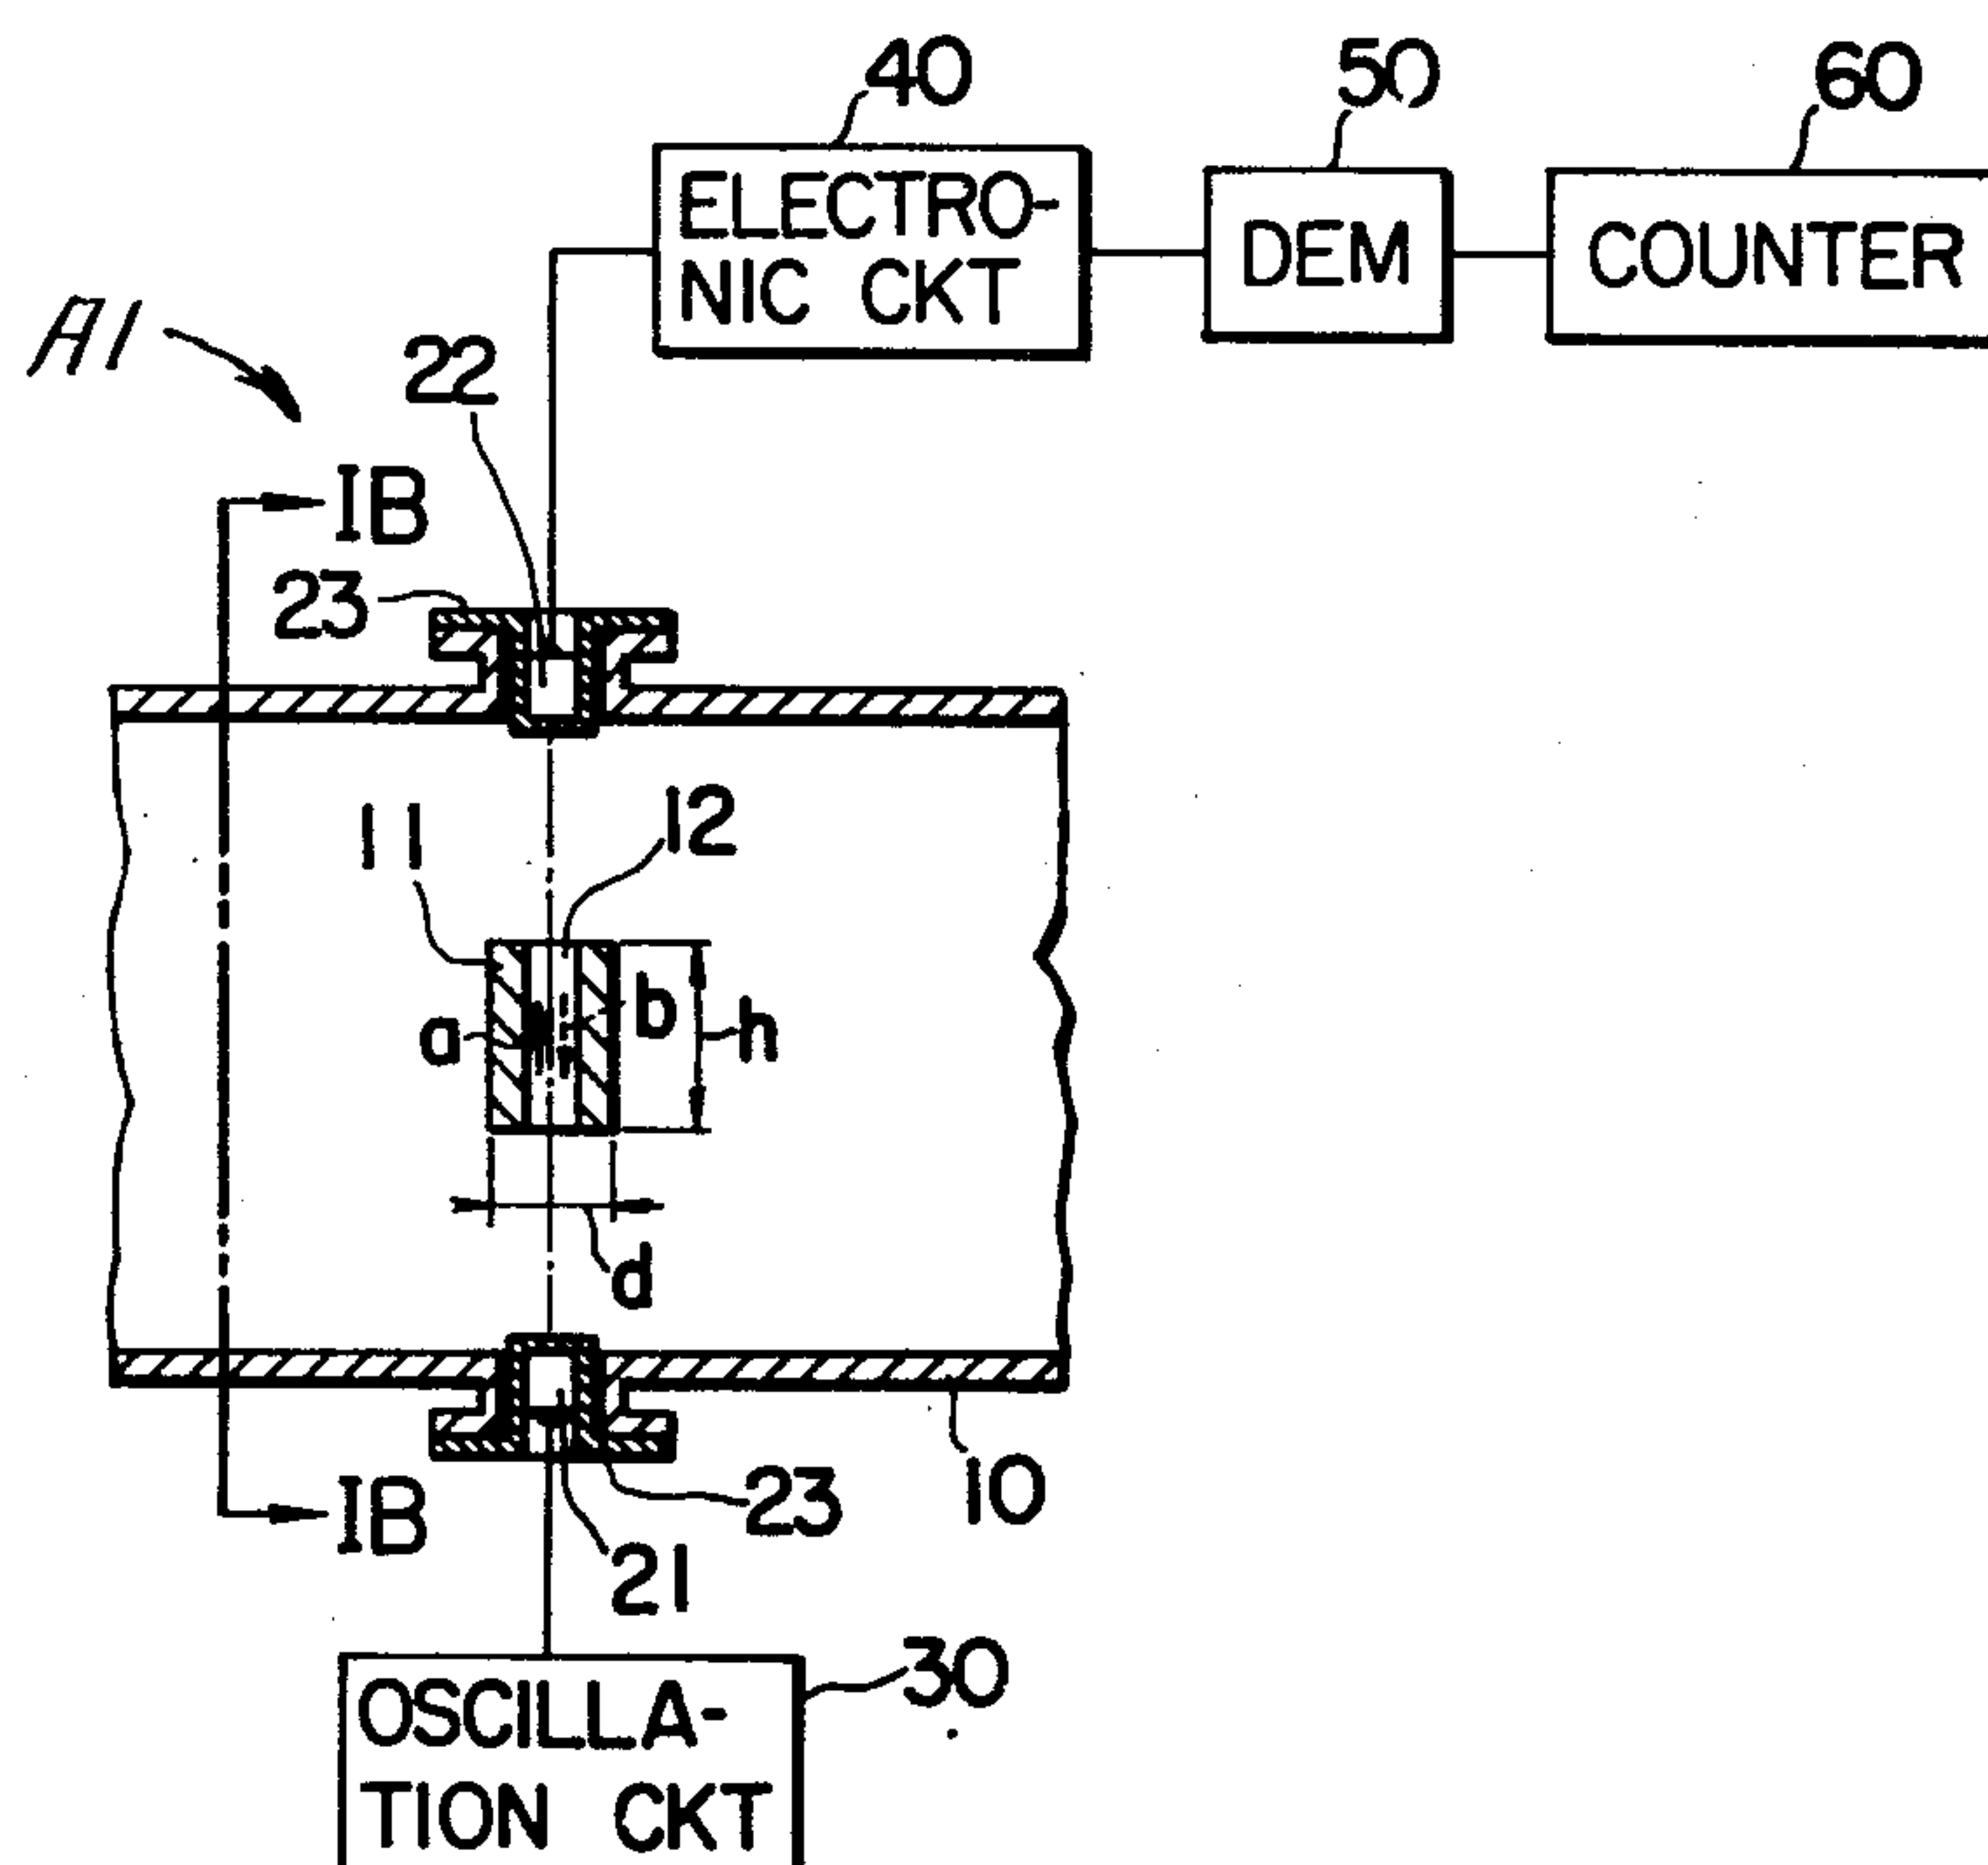 40
50
60
ELECTRO-
NIC CKT
DEM
COUNTER
A1
22
IB
23
11
12
a
b
h
d
IB
23
10
21
30
OSCILLA-
TION CKT